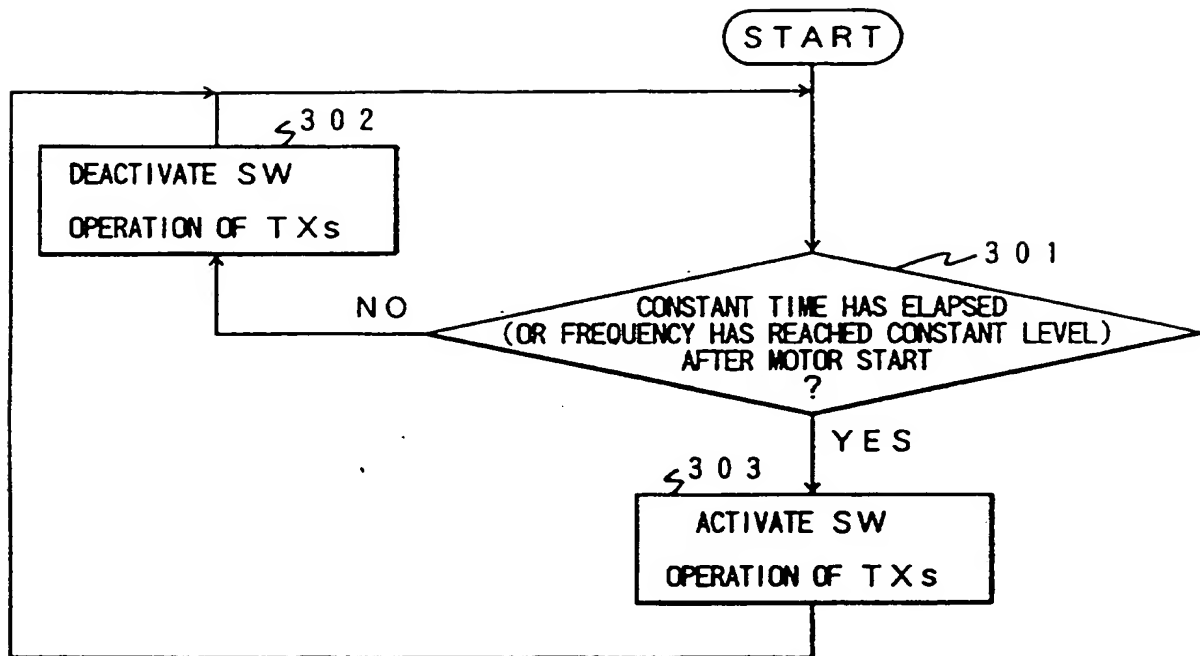 START
302
DEACTIVATE SW
OPERATION OF TXs
301
NO
CONSTANT TIME HAS ELAPSED
(OR FREQUENCY HAS REACHED CONSTANT LEVEL)
AFTER MOTOR START
?
YES
303
ACTIVATE SW
OPERATION OF TXs